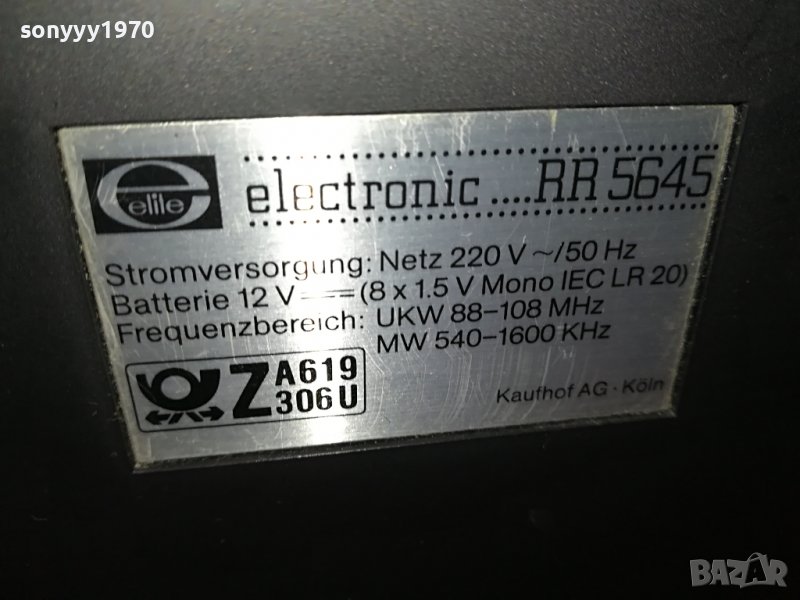 sonyyy1970
elite
electronic....RR 5645
Stromversorgung: Netz 220 V ~/50 Hz
Batterie 12 V (8 x 1.5 V Mono IEC LR 20)
Frequenzbereich: UKW 88-108 MHz
MW 540-1600 KHz
Z A619
306 U
Kaufhof AG · Köln
BAZAR